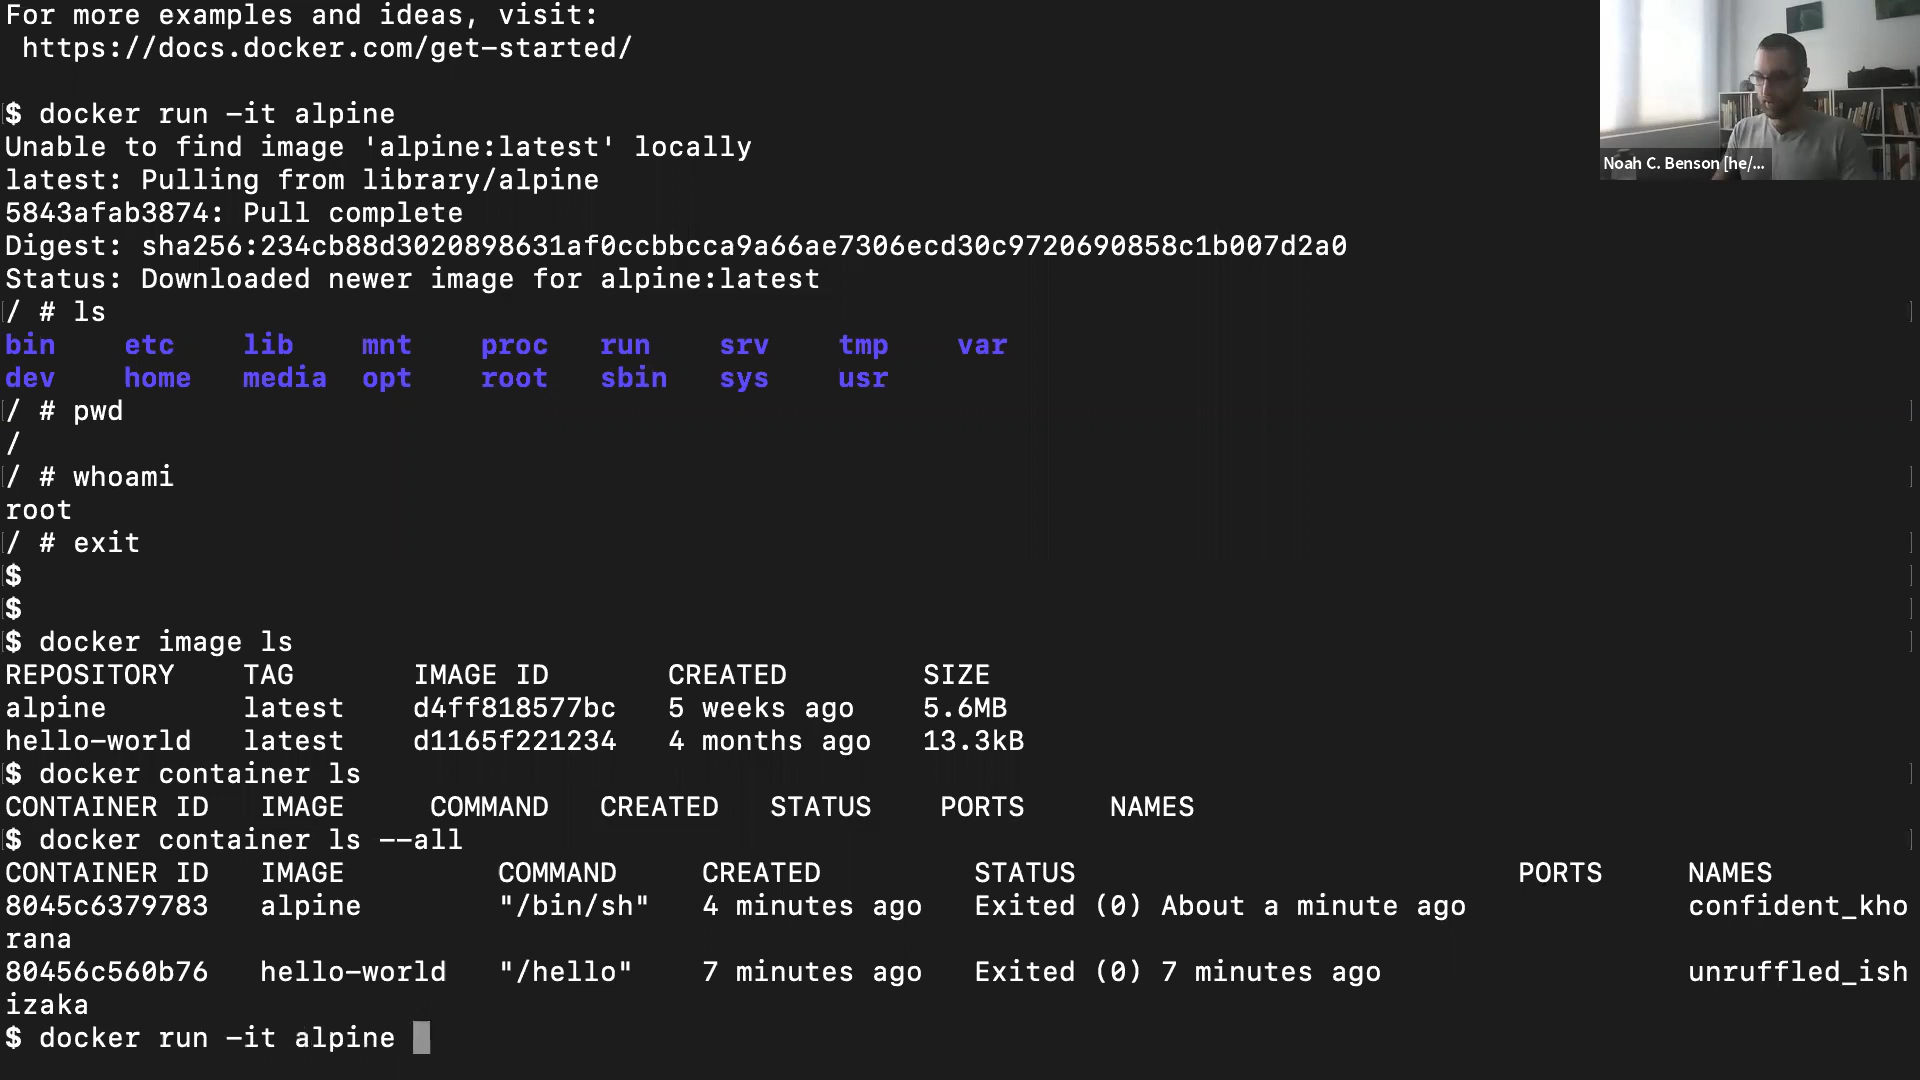 For more examples and ideas, visit:
 https://docs.docker.com/get-started/
$ docker run -it alpine
Unable to find image 'alpine:latest' locally
latest: Pulling from library/alpine
5843afab3874: Pull complete
Digest: sha256:234cb88d3020898631af0ccbbcca9a66ae7306ecd30c9720690858c1b007d2a0
Status: Downloaded newer image for alpine:latest
/ # ls
bin    etc    lib    mnt    proc   run    srv    tmp    var
dev    home   media  opt    root   sbin   sys    usr
/ # pwd
/
/ # whoami
root
/ # exit
$
$
$ docker image ls
REPOSITORY    TAG       IMAGE ID       CREATED        SIZE
alpine        latest    d4ff818577bc   5 weeks ago    5.6MB
hello-world   latest    d1165f221234   4 months ago   13.3kB
$ docker container ls
CONTAINER ID   IMAGE     COMMAND   CREATED   STATUS    PORTS     NAMES
$ docker container ls --all
CONTAINER ID   IMAGE         COMMAND     CREATED         STATUS                          PORTS     NAMES
8045c6379783   alpine        "/bin/sh"   4 minutes ago   Exited (0) About a minute ago             confident_kho
rana
80456c560b76   hello-world   "/hello"    7 minutes ago   Exited (0) 7 minutes ago                  unruffled_ish
izaka
$ docker run -it alpine
Noah C. Benson [he/...